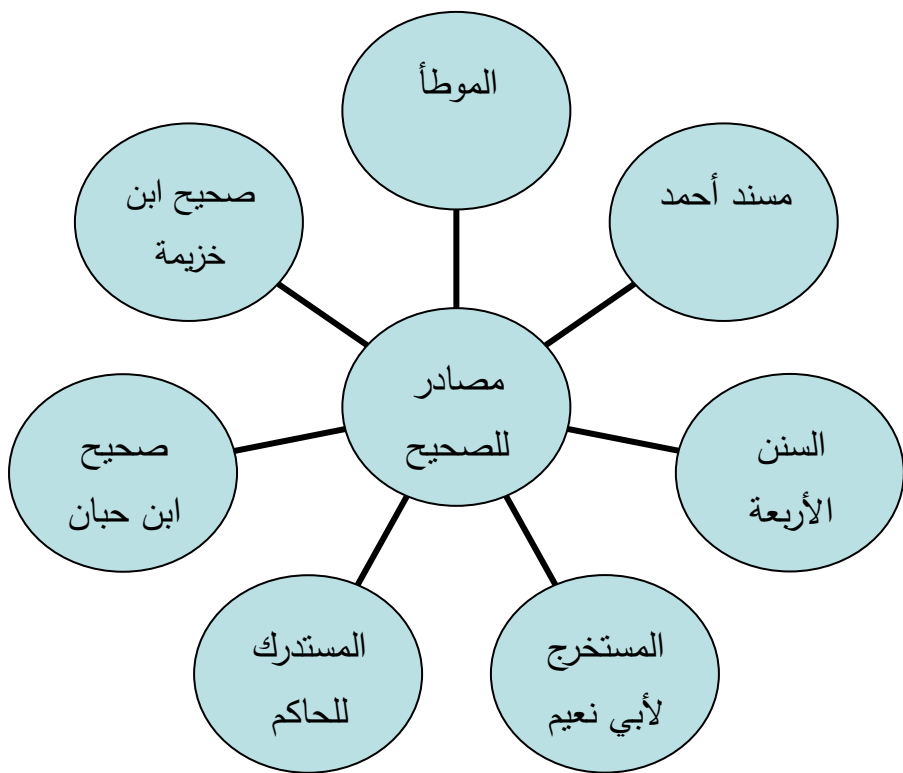 الموطأ
مسند أحمد
السنن
الأربعة
المستخرج
لأبي نعيم
المستدرك
للحاكم
صحيح
ابن حبان
صحيح ابن
خزيمة
مصادر
للصحيح